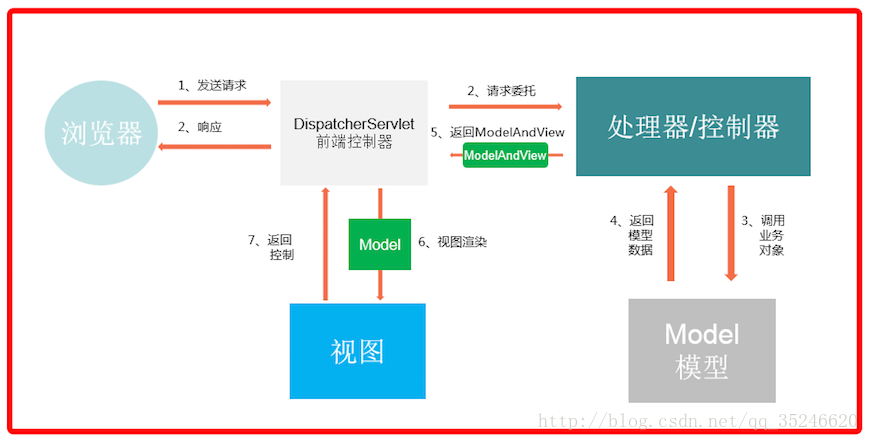 1、发送请求
2、请求委托
浏览器
2、响应
DispatcherServlet
前端控制器
5、返回ModelAndView
ModelAndView
处理器/控制器
7、返回
控制
Model
6、视图渲染
4、返回
模型
数据
3、调用
业务
对象
视图
Model
模型
http://blog.csdn.net/qq_35246620